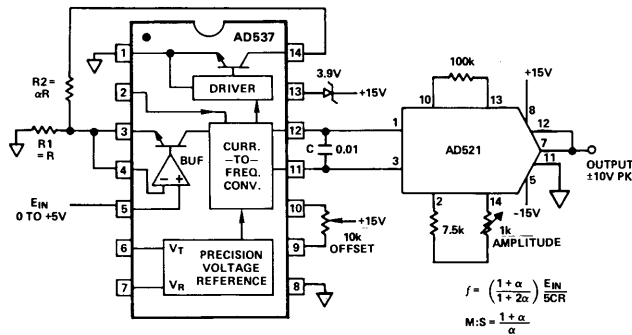 AD537
1
14
R2 =
αR
DRIVER
3.9V
2
13
+15V
R1
= R
3
12
BUF
CURR.
–TO–
FREQ.
CONV.
C
0.01
4
11
– +
E_IN
0 TO +5V
5
10
+15V
10k
OFFSET
6
V_T
PRECISION
VOLTAGE
REFERENCE
9
7
V_R
8
100k
10
13
+15V
8
1
AD521
12
7
11
OUTPUT
±10V PK
3
5
–15V
2
14
7.5k
1k
AMPLITUDE
f = ((1 + α)/(1 + 2α)) E_IN/5CR
M:S = (1 + α)/α